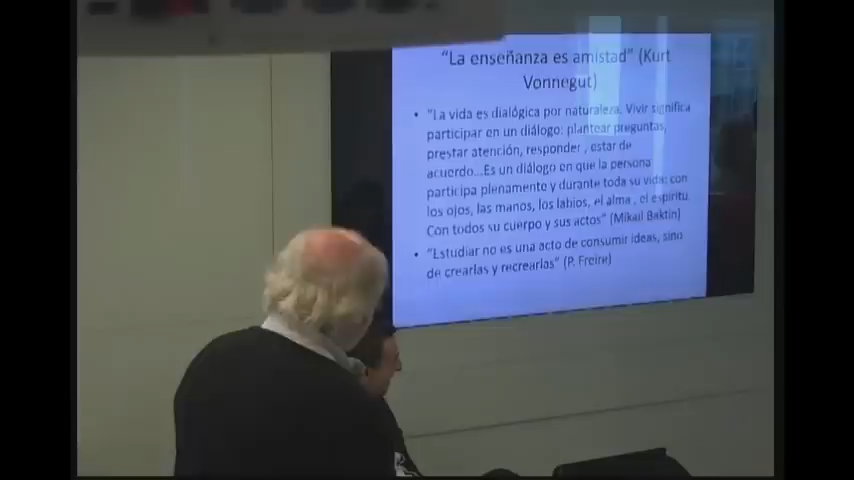 “La enseñanza es amistad” (Kurt
Vonnegut)
• “La vida es dialógica por naturaleza. Vivir significa
participar en un diálogo: plantear preguntas,
prestar atención, responder , estar de
acuerdo...Es un diálogo en que la persona
participa plenamente y durante toda su vida: con
los ojos, las manos, los labios, el alma , el espíritu.
Con todos su cuerpo y sus actos” (Mikail Baktin)
• “Estudiar no es una acto de consumir ideas, sino
de crearlas y recrearlas” (P. Freire)